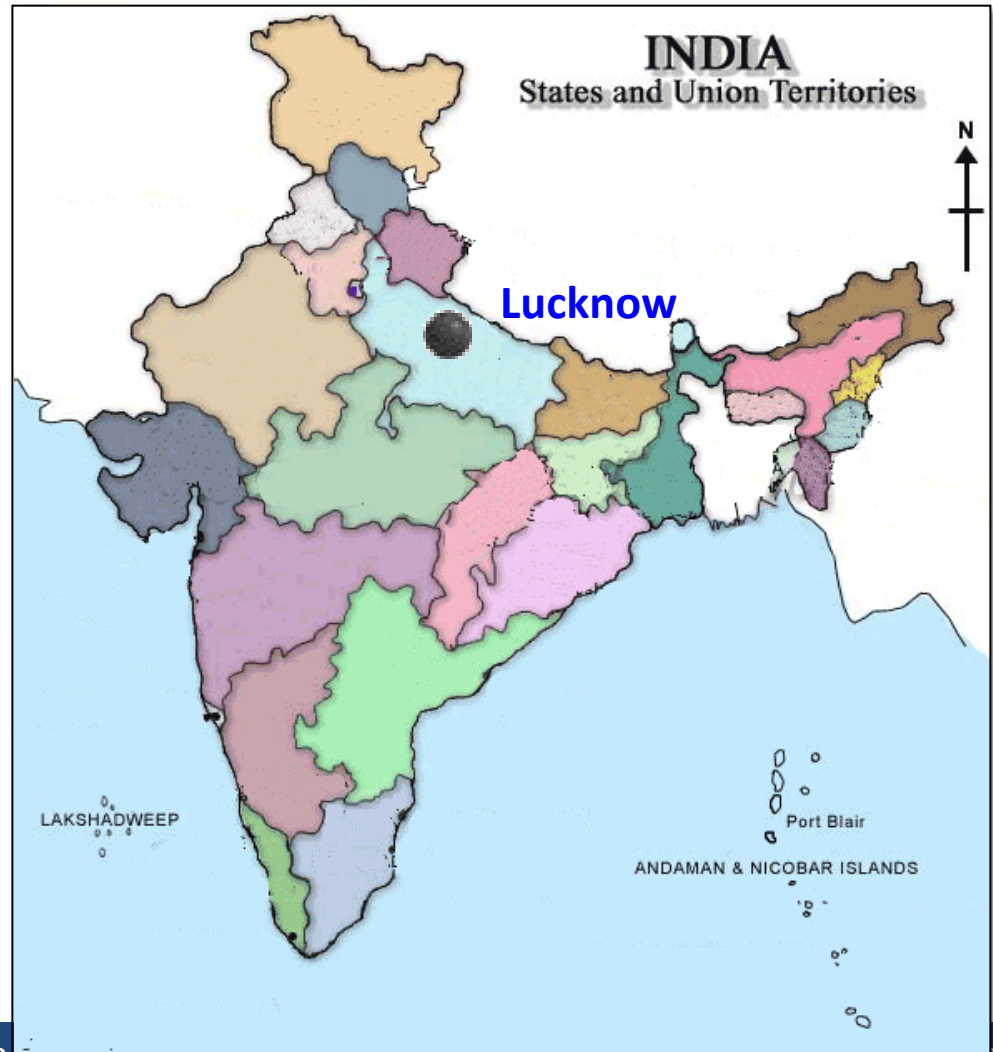 INDIA
States and Union Territories
N
Lucknow
LAKSHADWEEP
Port Blair
ANDAMAN & NICOBAR ISLANDS